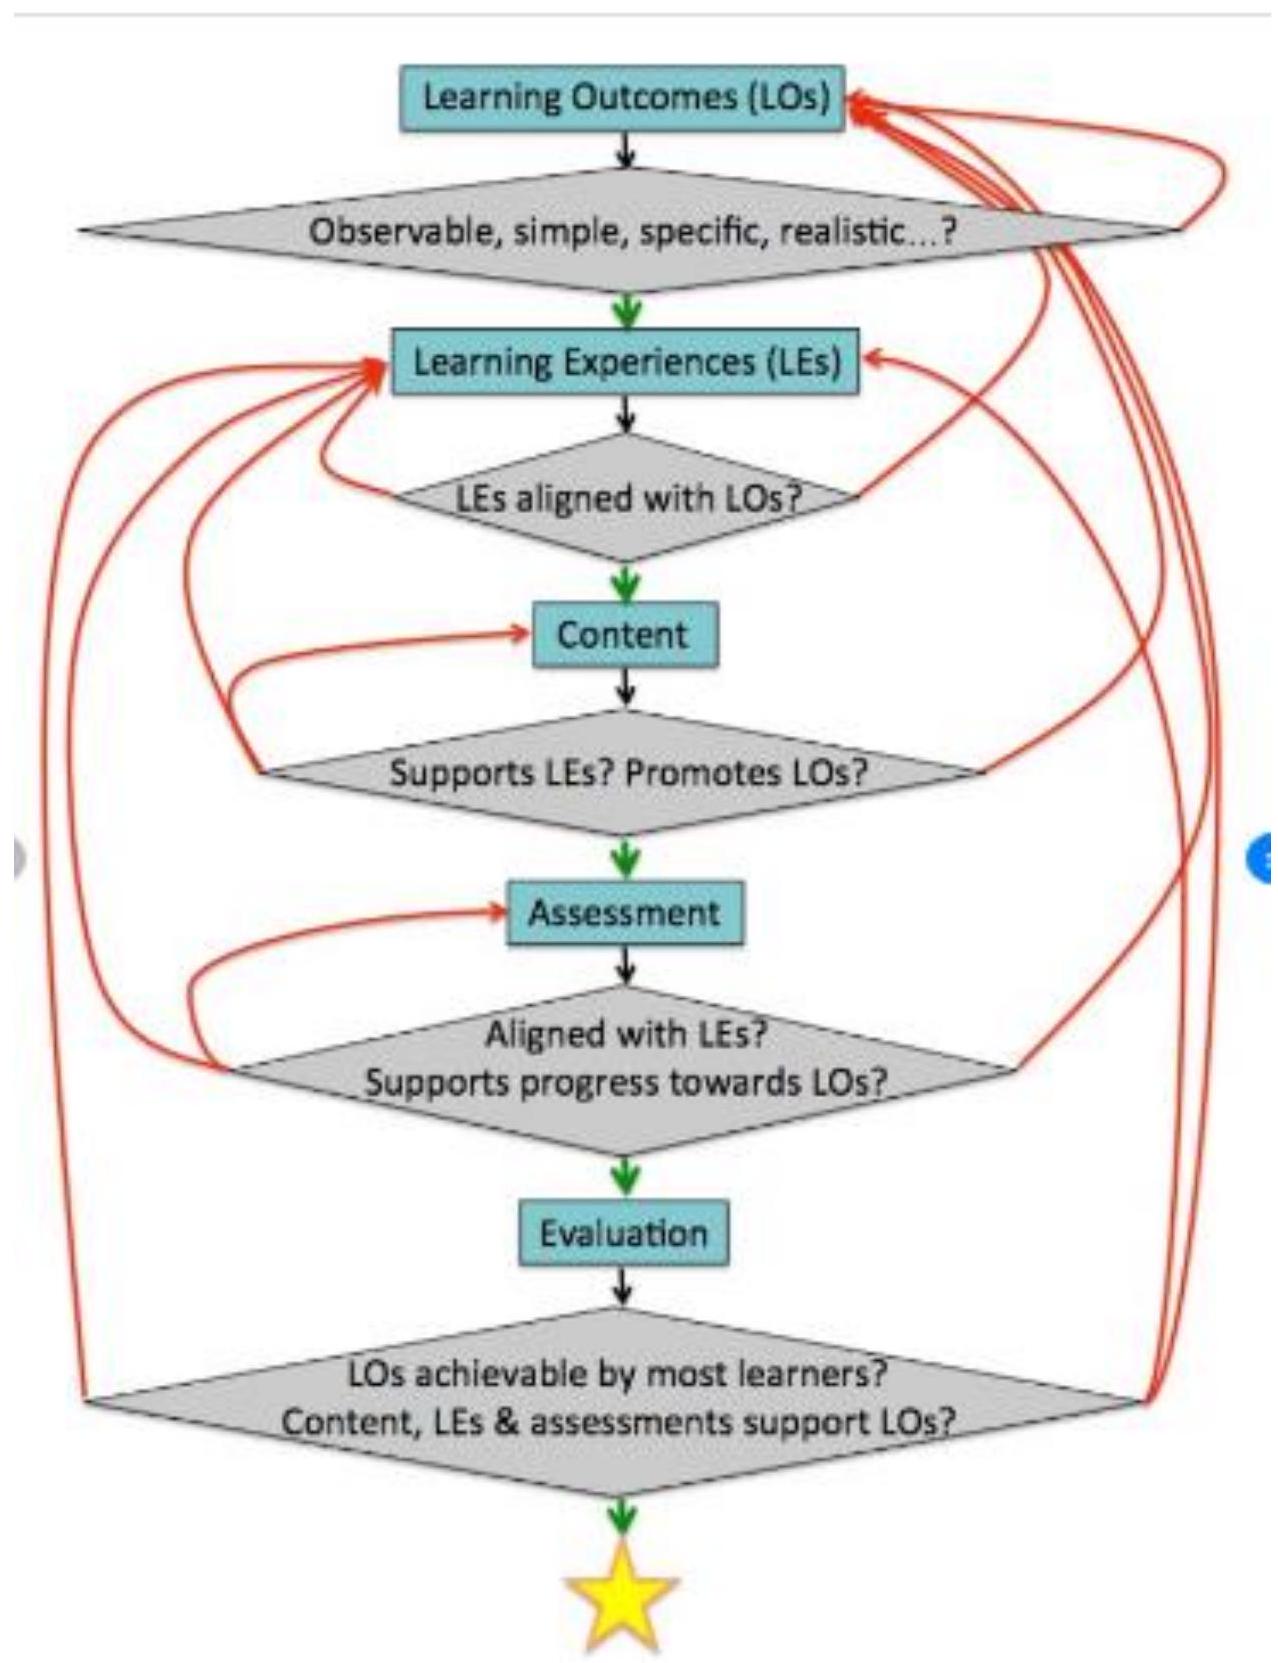 Learning Outcomes (LOs)
Observable, simple, specific, realistic...?
Learning Experiences (LEs)
LEs aligned with LOs?
Content
Supports LEs? Promotes LOs?
Assessment
Aligned with LEs?
Supports progress towards LOs?
Evaluation
LOs achievable by most learners?
Content, LEs & assessments support LOs?